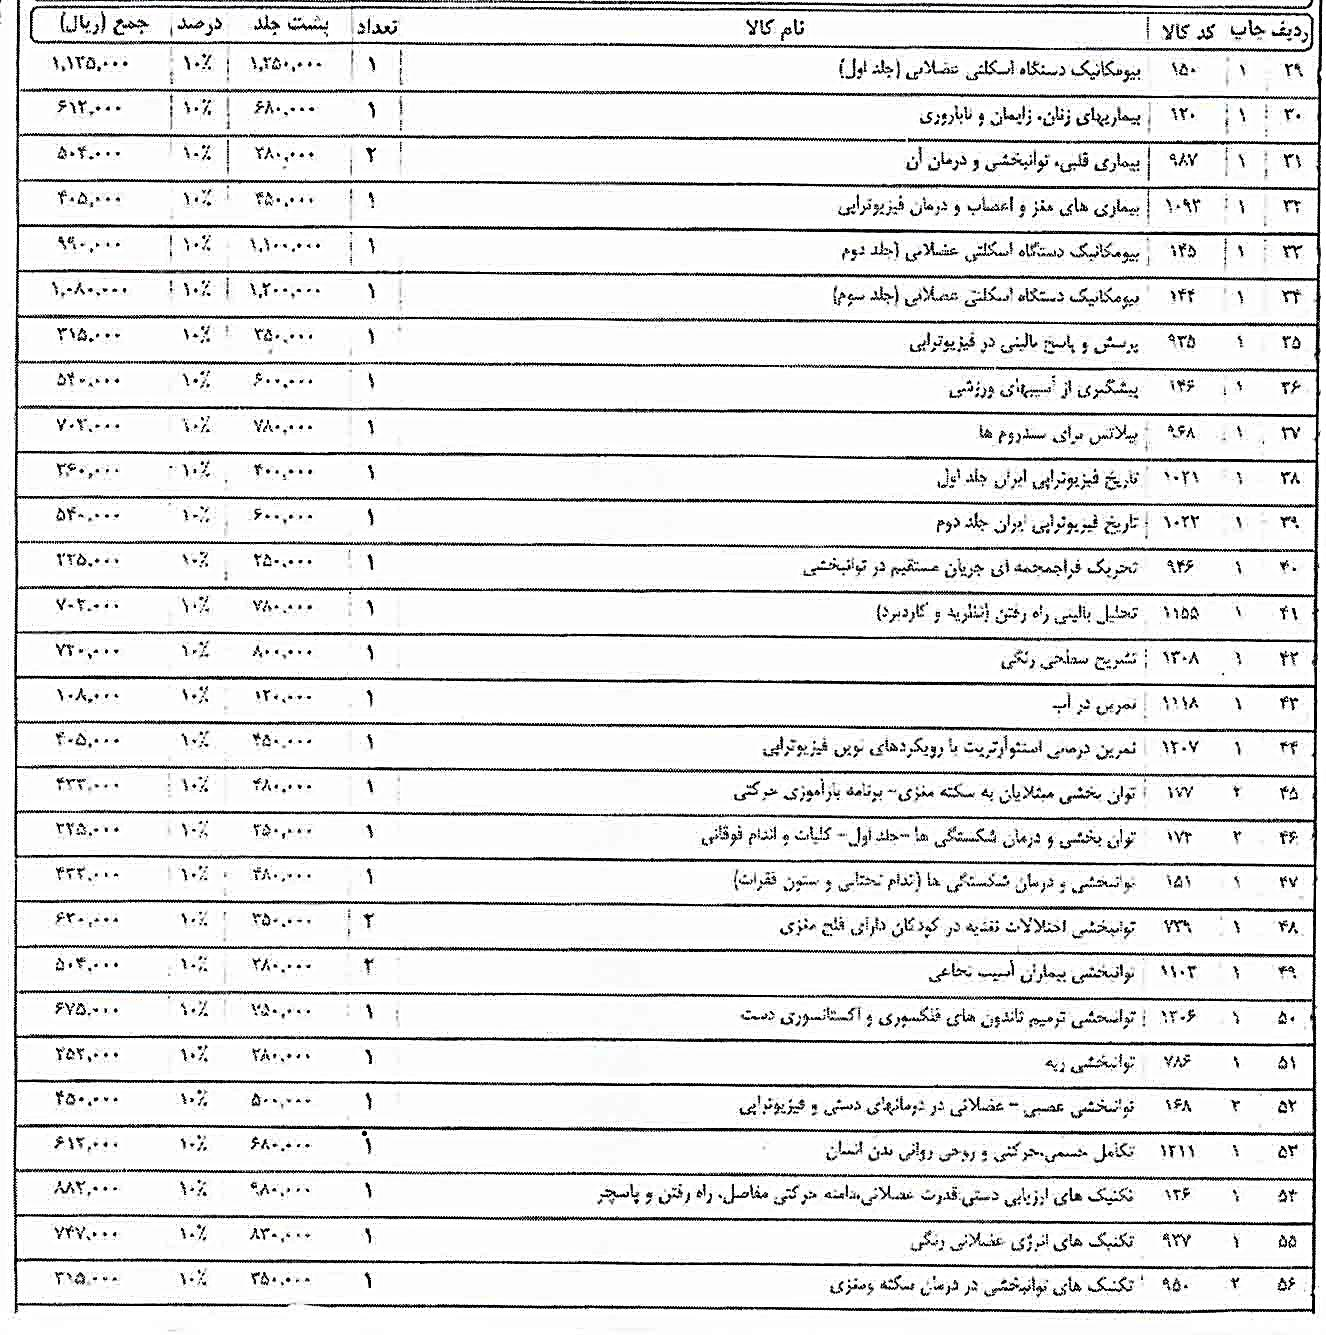 ردیف چاپ کد کالا نام کالا تعداد پشت جلد درصد جمع (ریال)
۲۹ ۱ ۱۵۰ بیومکانیک دستگاه اسکلتی عضلانی (جلد اول) ۱ ۱,۲۵۰,۰۰۰ ۱۰٪ ۱,۱۲۵,۰۰۰
۳۰ ۱ ۱۲۰ بیماریهای زنان، زایمان و ناباروری ۱ ۶۸۰,۰۰۰ ۱۰٪ ۶۱۲,۰۰۰
۳۱ ۱ ۹۸۷ بیماری قلبی، توانبخشی و درمان آن ۲ ۲۸۰,۰۰۰ ۱۰٪ ۵۰۴,۰۰۰
۳۲ ۱ ۱۰۹۳ بیماری های مغز و اعصاب و درمان فیزیوتراپی ۱ ۴۵۰,۰۰۰ ۱۰٪ ۴۰۵,۰۰۰
۳۳ ۱ ۱۴۵ بیومکانیک دستگاه اسکلتی عضلانی (جلد دوم ۱ ۱,۱۰۰,۰۰۰ ۱۰٪ ۹۹۰,۰۰۰
۳۴ ۱ ۱۴۴ بیومکانیک دستگاه اسکلتی عضلانی (جلد سوم) ۱ ۱,۲۰۰,۰۰۰ ۱۰٪ ۱,۰۸۰,۰۰۰
۳۵ ۱ ۹۳۵ پرسش و پاسخ بالینی در فیزیوتراپی ۱ ۳۵۰,۰۰۰ ۱۰٪ ۳۱۵,۰۰۰
۳۶ ۱ ۱۴۶ پیشگیری از آسیبهای ورزشی ۱ ۶۰۰,۰۰۰ ۱۰٪ ۵۴۰,۰۰۰
۳۷ ۱ ۹۶۸ پیلاتس برای سندروم ها ۱ ۷۸۰,۰۰۰ ۱۰٪ ۷۰۲,۰۰۰
۳۸ ۱ ۱۰۲۱ تاریخ فیزیوتراپی ایران جلد اول ۱ ۴۰۰,۰۰۰ ۱۰٪ ۳۶۰,۰۰۰
۳۹ ۱ ۱۰۲۲ تاریخ فیزیوتراپی ایران جلد دوم ۱ ۶۰۰,۰۰۰ ۱۰٪ ۵۴۰,۰۰۰
۴۰ ۱ ۹۴۶ تحریک فراجمجمه ای جریان مستقیم در توانبخشی ۱ ۲۵۰,۰۰۰ ۱۰٪ ۲۲۵,۰۰۰
۴۱ ۱ ۱۱۵۵ تحلیل بالینی راه رفتن (نظریه و کاردبرد) ۱ ۷۸۰,۰۰۰ ۱۰٪ ۷۰۲,۰۰۰
۴۲ ۱ ۱۳۰۸ تشریح سطحی رنگی ۱ ۸۰۰,۰۰۰ ۱۰٪ ۷۲۰,۰۰۰
۴۳ ۱ ۱۱۱۸ تمرین در آب ۱ ۱۲۰,۰۰۰ ۱۰٪ ۱۰۸,۰۰۰
۴۴ ۱ ۱۲۰۷ تمرین درمانی استئوآرتریت با رویکردهای نوین فیزیوتراپی ۱ ۴۵۰,۰۰۰ ۱۰٪ ۴۰۵,۰۰۰
۴۵ ۲ ۱۷۷ توان بخشی مبتلایان به سکته مغزی- برنامه بازآموزی حرکتی ۱ ۴۸۰,۰۰۰ ۱۰٪ ۴۳۲,۰۰۰
۴۶ ۲ ۱۷۲ توان بخشی و درمان شکستگی ها -جلد اول- کلیات و اندام فوقانی ۱ ۲۵۰,۰۰۰ ۱۰٪ ۲۲۵,۰۰۰
۴۷ ۱ ۱۵۱ توانبخشی و درمان شکستگی ها (تدام تحتانی و ستون فقرات) ۱ ۴۸۰,۰۰۰ ۱۰٪ ۴۳۲,۰۰۰
۴۸ ۱ ۷۳۹ توانبخشی اختلالات تغذیه در کودکان دارای فلج مغزی ۲ ۳۵۰,۰۰۰ ۱۰٪ ۶۳۰,۰۰۰
۴۹ ۱ ۱۱۰۳ توانبخشی بیماران آسیب نخاعی ۲ ۲۸۰,۰۰۰ ۱۰٪ ۵۰۴,۰۰۰
۵۰ ۱ ۱۲۰۶ توانبخشی ترمیم تاندون های فلکسوری و اکستانسوری دست ۱ ۷۵۰,۰۰۰ ۱۰٪ ۶۷۵,۰۰۰
۵۱ ۱ ۷۸۶ توانبخشی ریه ۱ ۲۸۰,۰۰۰ ۱۰٪ ۲۵۲,۰۰۰
۵۲ ۲ ۱۶۸ توانبخشی عصبی - عضلانی در درمانهای دستی و فیزیوتراپی ۱ ۵۰۰,۰۰۰ ۱۰٪ ۴۵۰,۰۰۰
۵۳ ۱ ۱۲۱۱ تکامل جسمی،حرکتی و روحی روانی بدن انسان ۱ ۶۸۰,۰۰۰ ۱۰٪ ۶۱۲,۰۰۰
۵۴ ۱ ۱۲۶ تکنیک های ارزیابی دستی:قدرت عضلانی،دامنه حرکتی مفاصل، راه رفتن و پاسچر ۱ ۹۸۰,۰۰۰ ۱۰٪ ۸۸۲,۰۰۰
۵۵ ۱ ۹۳۷ تکنیک های انرژی عضلانی رنگی ۱ ۸۳۰,۰۰۰ ۱۰٪ ۷۴۷,۰۰۰
۵۶ ۲ ۹۵۰ تکنیک های توانبخشی در درمان سکته ومغزی ۱ ۳۵۰,۰۰۰ ۱۰٪ ۳۱۵,۰۰۰